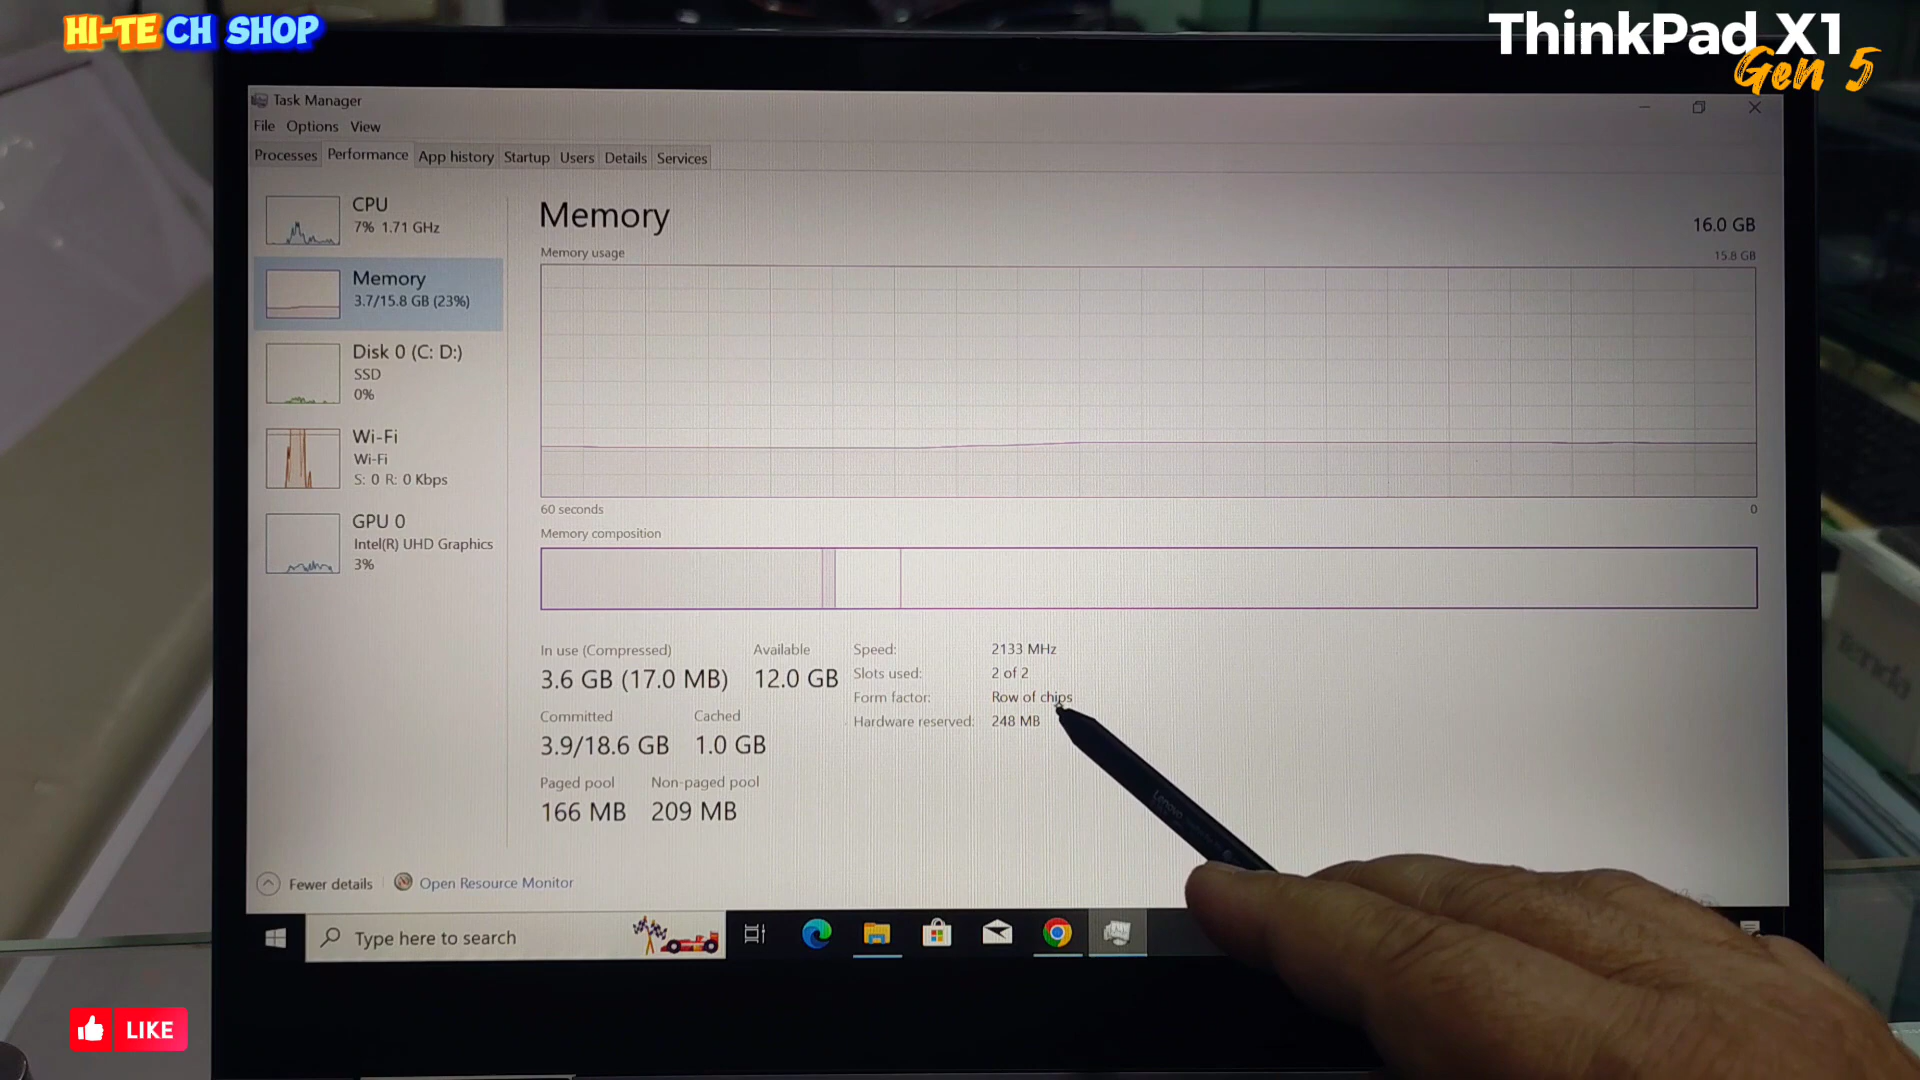 HI-TECH SHOP
ThinkPad X1
Gen 5
Task Manager
File Options View
Processes Performance App history Startup Users Details Services
CPU
7% 1.71 GHz
Memory
3.7/15.8 GB (23%)
Disk 0 (C: D:)
SSD
0%
Wi-Fi
Wi-Fi
S: 0 R: 0 Kbps
GPU 0
Intel(R) UHD Graphics
3%
Memory
16.0 GB
Memory usage
15.8 GB
60 seconds
0
Memory composition
In use (Compressed)
3.6 GB (17.0 MB)
Available
12.0 GB
Committed
3.9/18.6 GB
Cached
1.0 GB
Paged pool
166 MB
Non-paged pool
209 MB
Speed: 2133 MHz
Slots used: 2 of 2
Form factor: Row of chips
Hardware reserved: 248 MB
Lenovo
Tenda
Fewer details
Open Resource Monitor
Type here to search
LIKE